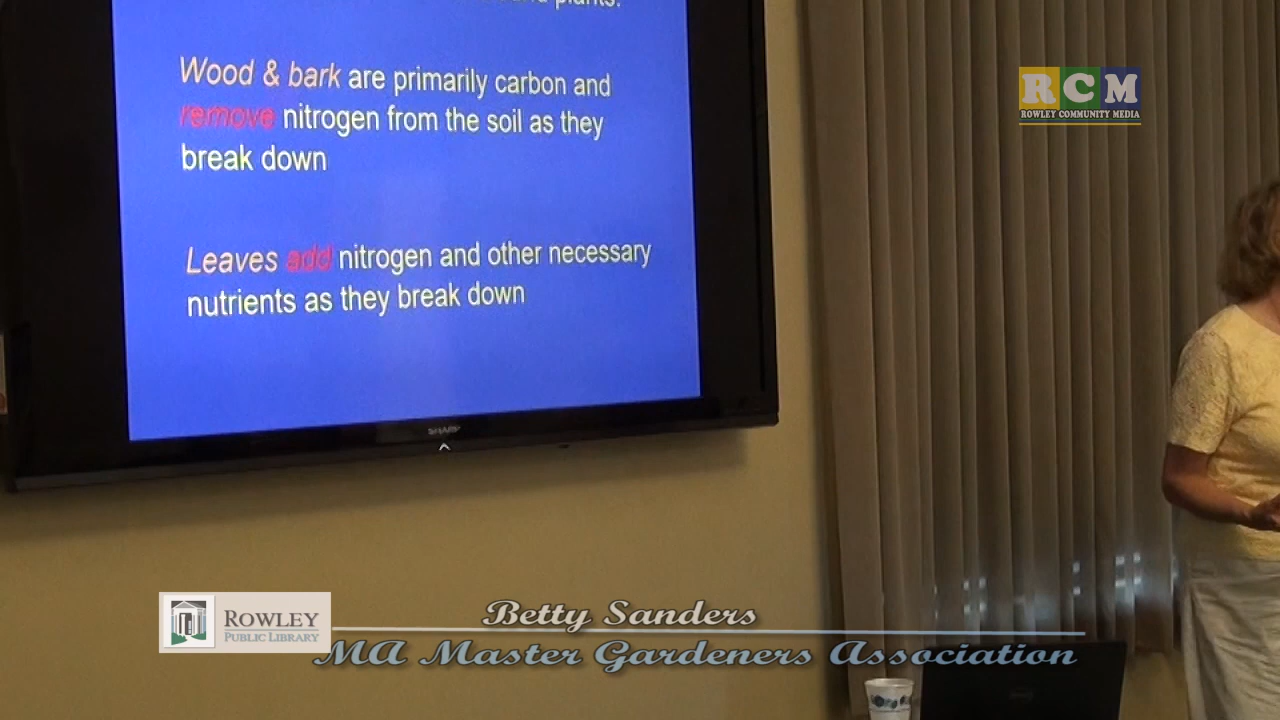 plants.
Wood & bark are primarily carbon and
remove nitrogen from the soil as they
break down
Leaves add nitrogen and other necessary
nutrients as they break down
SHARP
RCM
ROWLEY COMMUNITY MEDIA
ROWLEY
PUBLIC LIBRARY
Betty Sanders
MA Master Gardeners Association